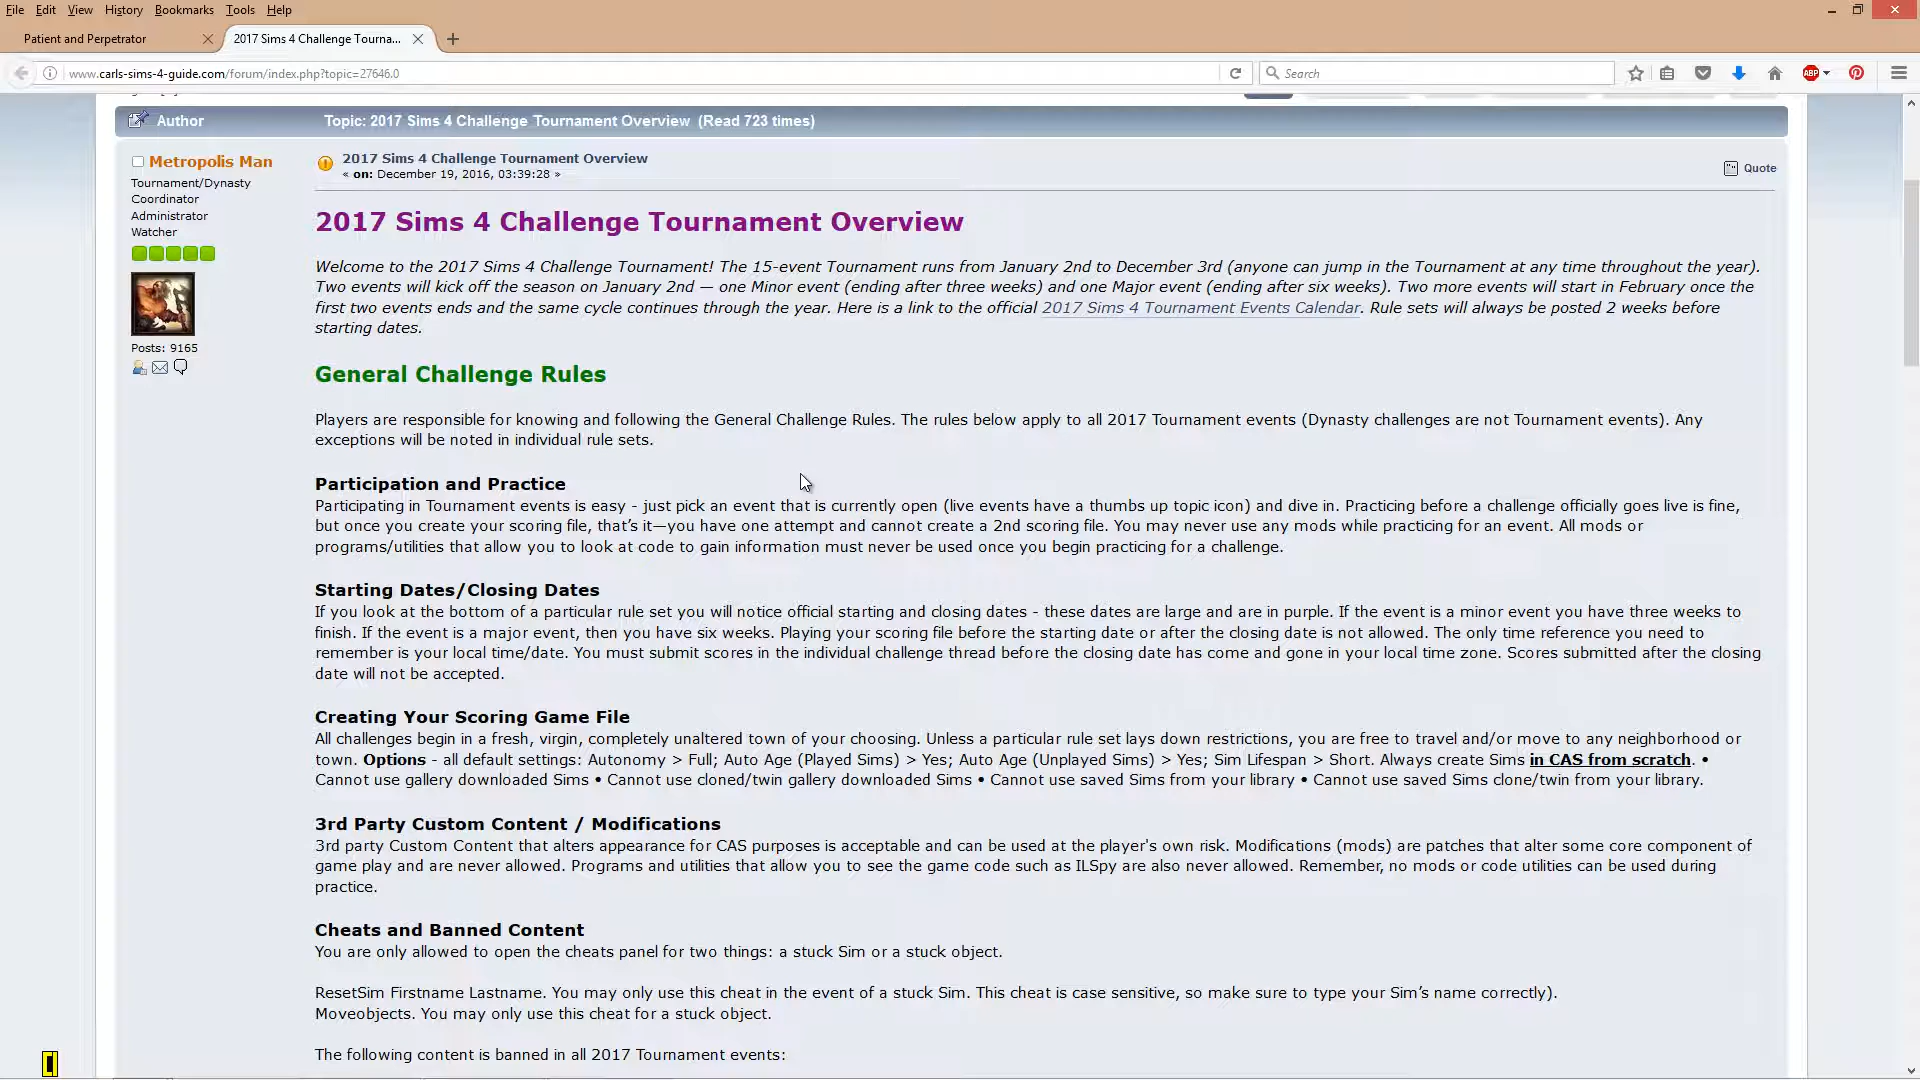 File Edit View History Bookmarks Tools Help
Patient and Perpetrator
2017 Sims 4 Challenge Tourna...
www.carls-sims-4-guide.com/forum/index.php?topic=27646.0
Search
ABP
Author
Topic: 2017 Sims 4 Challenge Tournament Overview (Read 723 times)
Metropolis Man
Tournament/Dynasty
Coordinator
Administrator
Watcher
Posts: 9165
2017 Sims 4 Challenge Tournament Overview
« on: December 19, 2016, 03:39:28 »
Quote
2017 Sims 4 Challenge Tournament Overview
Welcome to the 2017 Sims 4 Challenge Tournament! The 15-event Tournament runs from January 2nd to December 3rd (anyone can jump in the Tournament at any time throughout the year).
Two events will kick off the season on January 2nd — one Minor event (ending after three weeks) and one Major event (ending after six weeks). Two more events will start in February once the
first two events ends and the same cycle continues through the year. Here is a link to the official 2017 Sims 4 Tournament Events Calendar. Rule sets will always be posted 2 weeks before
starting dates.
General Challenge Rules
Players are responsible for knowing and following the General Challenge Rules. The rules below apply to all 2017 Tournament events (Dynasty challenges are not Tournament events). Any
exceptions will be noted in individual rule sets.
Participation and Practice
Participating in Tournament events is easy - just pick an event that is currently open (live events have a thumbs up topic icon) and dive in. Practicing before a challenge officially goes live is fine,
but once you create your scoring file, that's it—you have one attempt and cannot create a 2nd scoring file. You may never use any mods while practicing for an event. All mods or
programs/utilities that allow you to look at code to gain information must never be used once you begin practicing for a challenge.
Starting Dates/Closing Dates
If you look at the bottom of a particular rule set you will notice official starting and closing dates - these dates are large and are in purple. If the event is a minor event you have three weeks to
finish. If the event is a major event, then you have six weeks. Playing your scoring file before the starting date or after the closing date is not allowed. The only time reference you need to
remember is your local time/date. You must submit scores in the individual challenge thread before the closing date has come and gone in your local time zone. Scores submitted after the closing
date will not be accepted.
Creating Your Scoring Game File
All challenges begin in a fresh, virgin, completely unaltered town of your choosing. Unless a particular rule set lays down restrictions, you are free to travel and/or move to any neighborhood or
town. Options - all default settings: Autonomy > Full; Auto Age (Played Sims) > Yes; Auto Age (Unplayed Sims) > Yes; Sim Lifespan > Short. Always create Sims in CAS from scratch. •
Cannot use gallery downloaded Sims • Cannot use cloned/twin gallery downloaded Sims • Cannot use saved Sims from your library • Cannot use saved Sims clone/twin from your library.
3rd Party Custom Content / Modifications
3rd party Custom Content that alters appearance for CAS purposes is acceptable and can be used at the player's own risk. Modifications (mods) are patches that alter some core component of
game play and are never allowed. Programs and utilities that allow you to see the game code such as ILSpy are also never allowed. Remember, no mods or code utilities can be used during
practice.
Cheats and Banned Content
You are only allowed to open the cheats panel for two things: a stuck Sim or a stuck object.
ResetSim Firstname Lastname. You may only use this cheat in the event of a stuck Sim. This cheat is case sensitive, so make sure to type your Sim's name correctly).
Moveobjects. You may only use this cheat for a stuck object.
The following content is banned in all 2017 Tournament events: